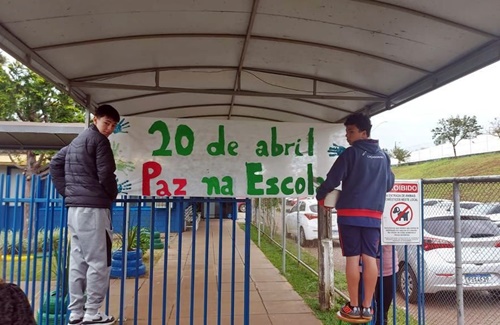 20 de abril
Paz na Escola
PROIBIDO